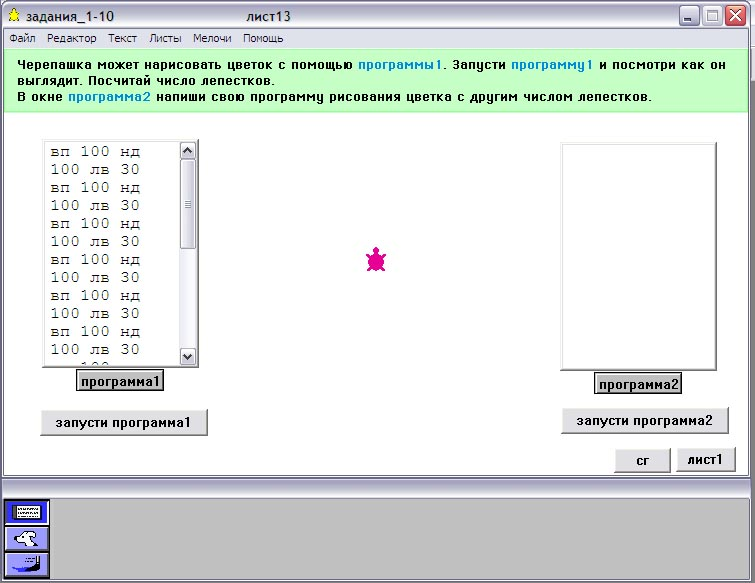 задания_1-10 лист13
Файл Редактор Текст Листы Мелочи Помощь
Черепашка может нарисовать цветок с помощью программы1. Запусти программу1 и посмотри как он
выглядит. Посчитай число лепестков.
В окне программа2 напиши свою программу рисования цветка с другим числом лепестков.
вп 100 нд
100 лв 30
вп 100 нд
100 лв 30
вп 100 нд
100 лв 30
вп 100 нд
100 лв 30
вп 100 нд
100 лв 30
вп 100 нд
100 лв 30
программа1
запусти программа1
программа2
запусти программа2
сг лист1